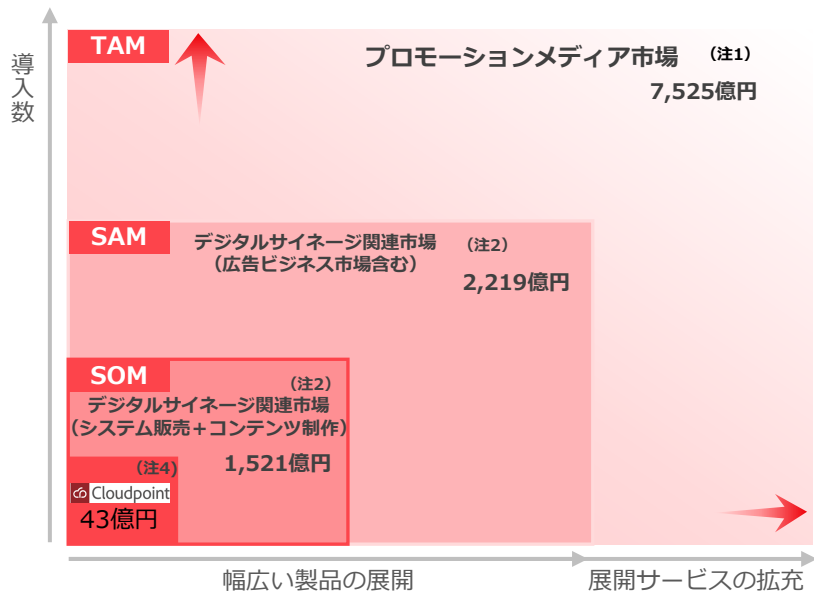 導入数
TAM
プロモーションメディア市場 (注1)
7,525億円
SAM
デジタルサイネージ関連市場 (注2)
(広告ビジネス市場含む)
2,219億円
SOM
(注2)
デジタルサイネージ関連市場
(システム販売+コンテンツ制作)
1,521億円
(注4)
Cloudpoint
43億円
幅広い製品の展開
展開サービスの拡充